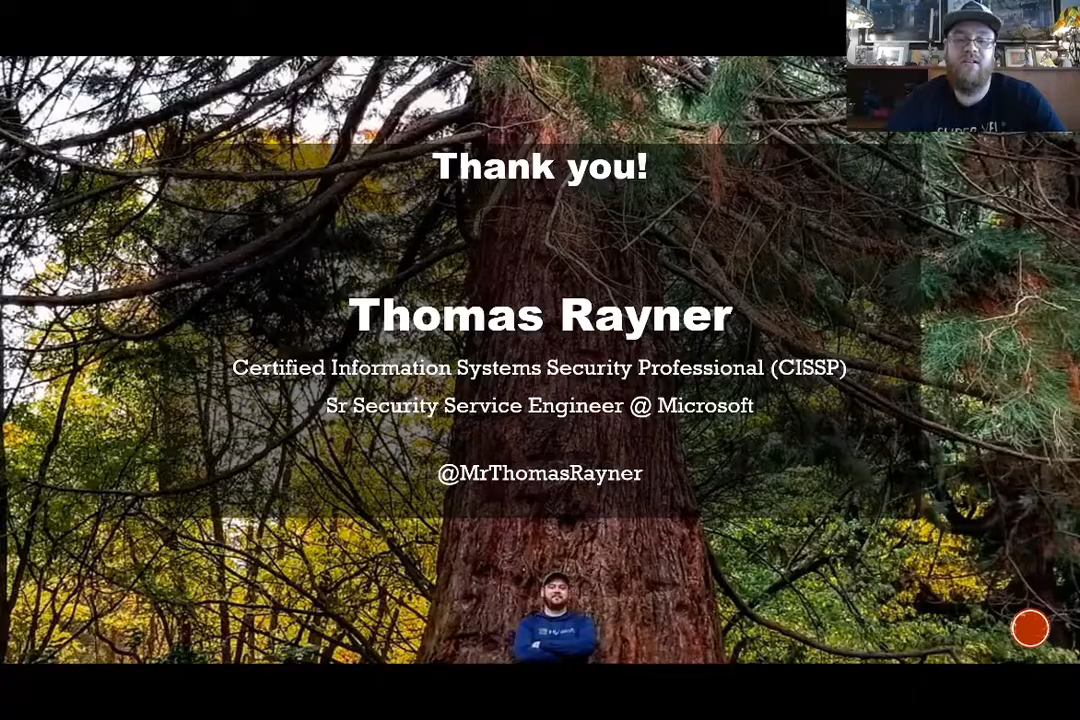 Thank you!
Thomas Rayner
Certified Information Systems Security Professional (CISSP)
Sr Security Service Engineer @ Microsoft
@MrThomasRayner